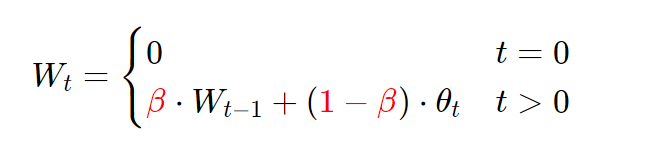 W_t = { 0    t = 0
β · W_{t−1} + (1 − β) · θ_t    t > 0